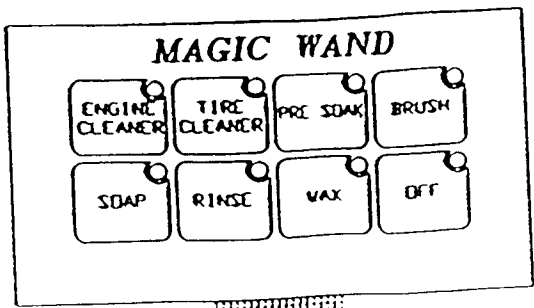 MAGIC WAND
ENGINE
CLEANER
TIRE
CLEANER
PRE SOAK
BRUSH
SOAP
RINSE
WAX
OFF